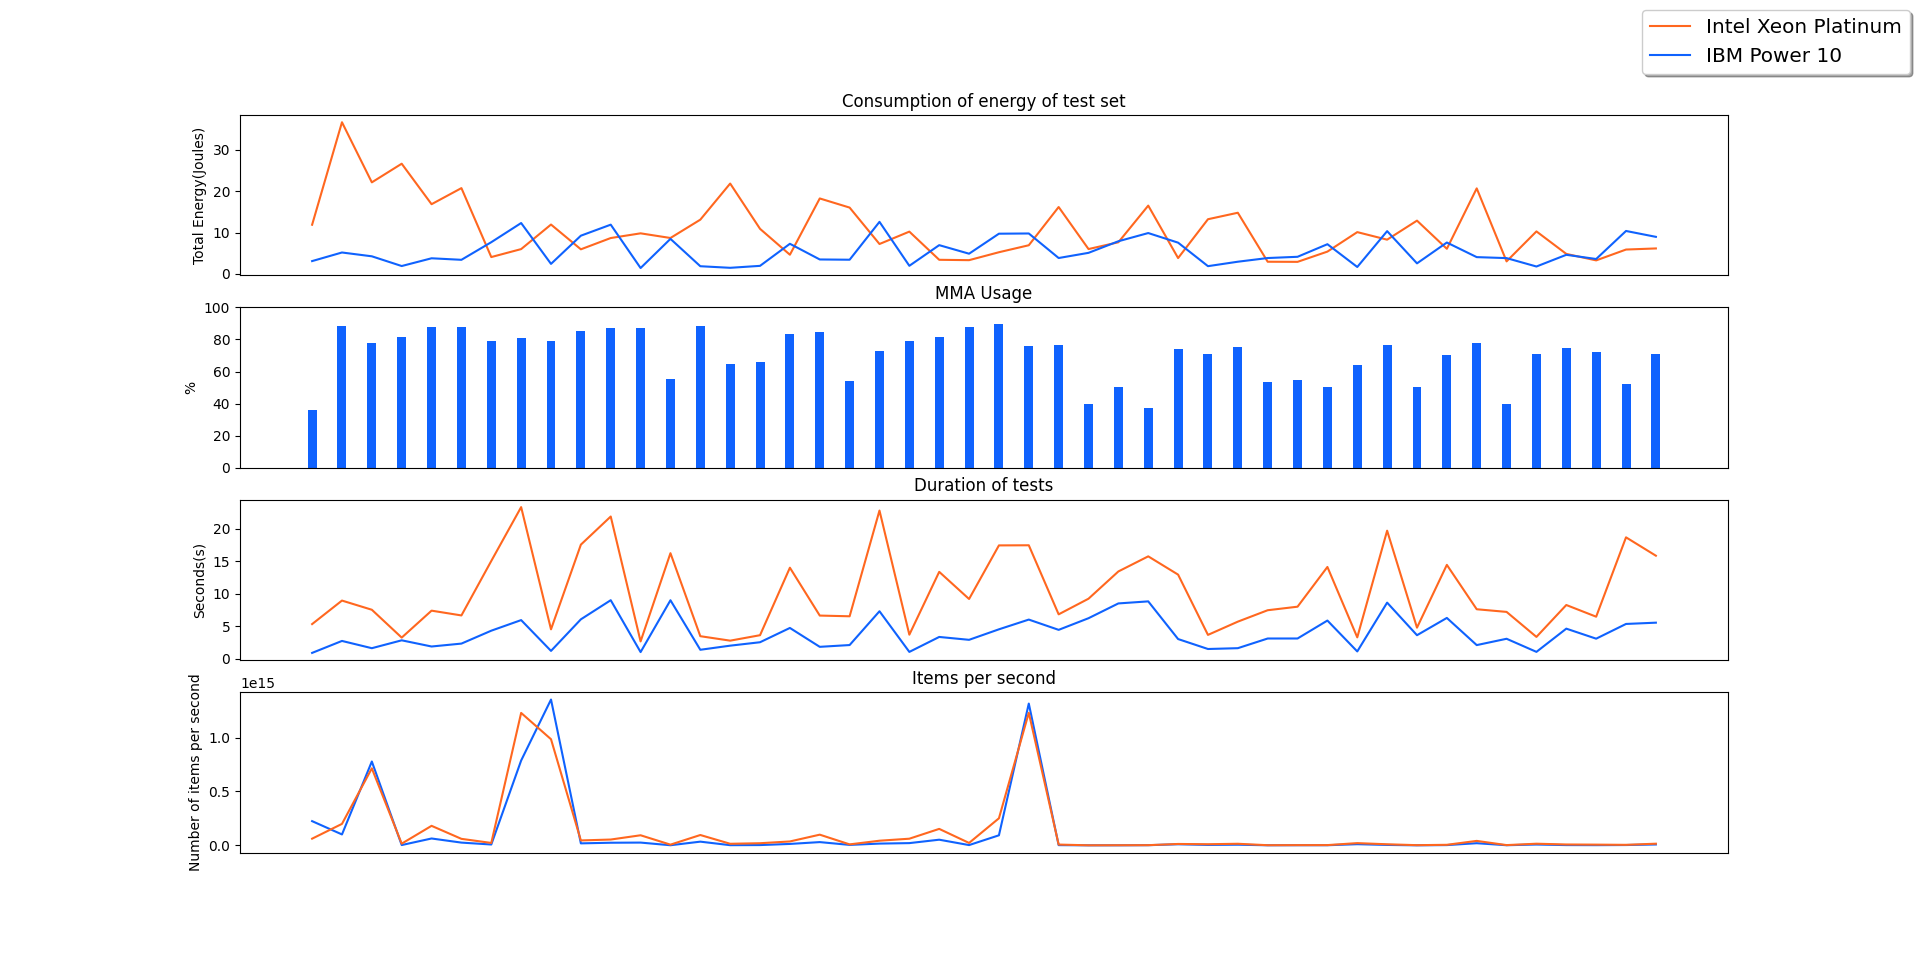 Intel Xeon Platinum
IBM Power 10
Consumption of energy of test set
Total Energy(Joules)
30
20
10
0
MMA Usage
%
100
80
60
40
20
0
Duration of tests
Seconds(s)
20
15
10
5
0
Items per second
1e15
Number of items per second
1.0
0.5
0.0